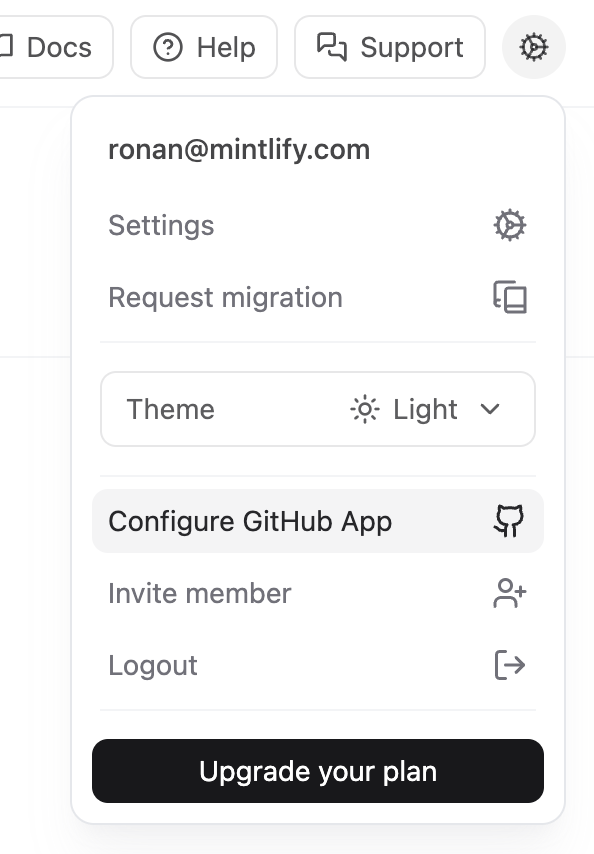 Docs
Help
Support
ronan@mintlify.com
Settings
Request migration
Theme
Light
Configure GitHub App
Invite member
Logout
Upgrade your plan